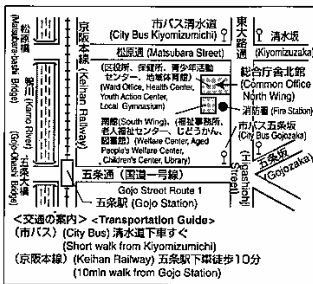 松原橋
(Matsubara-bashi Bridge)
鴨川 (Kamo River)
五条大橋
(Gojo-Ohashi Bridge)
京阪本線 (Keihan Railway)
市バス清水道
(City Bus Kiyomizumichi)
東大路通
清水坂
(Kiyomizuzaka)
松原通 (Matsubara Street)
(区役所、保健所、青少年活動
センター、地域体育館)
(Ward Office, Health Center,
Youth Action Center,
Local Gymnasium)
総合庁舎北館
(Common Office
North Wing)
消防署 (Fire Station)
南館 (South Wing)、(福祉事務所、
老人福祉センター、じどうかん、
図書館) (Welfare Center, Aged
People's Welfare Center,
Children's Center, Library)
市バス五条坂
(City Bus Gojozaka)
五条坂
(Gojozaka)
(Higashioji Street)
五条通 (国道一号線)
Gojo Street Route 1
五条駅 (Gojo Station)
<交通の案内> <Transportation Guide>
(市バス) (City Bus) 清水道下車すぐ
(Short walk from Kiyomizumichi)
(京阪本線) (Keihan Railway) 五条駅下車徒歩10分
(10min walk from Gojo Station)